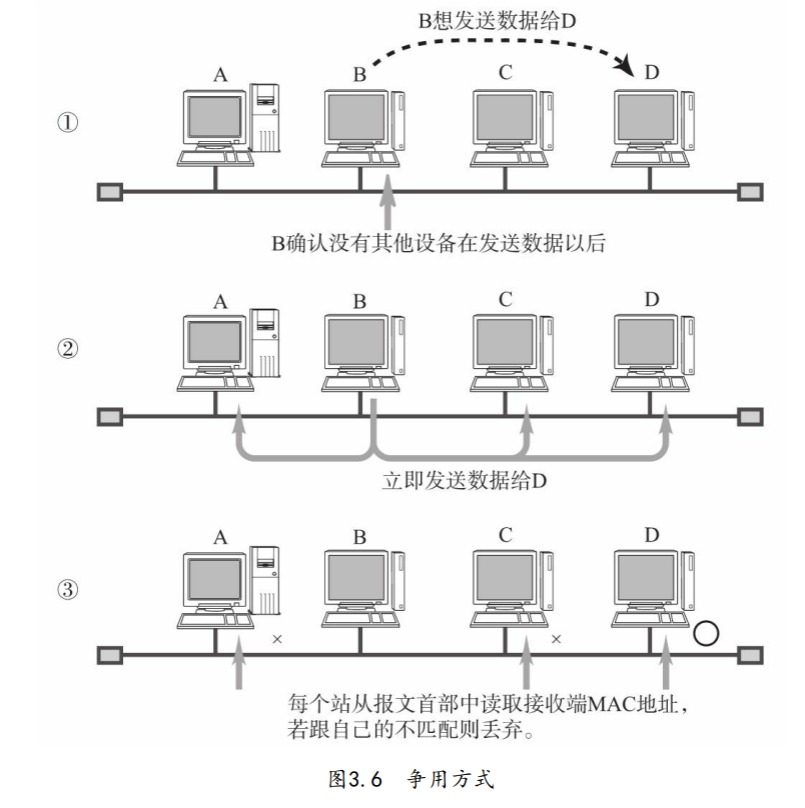 B想发送数据给D
A B C D
①
B确认没有其他设备在发送数据以后
A B C D
②
立即发送数据给D
A B C D
③
× ×
每个站从报文首部中读取接收端MAC地址，
若跟自己的不匹配则丢弃。
图3.6 争用方式